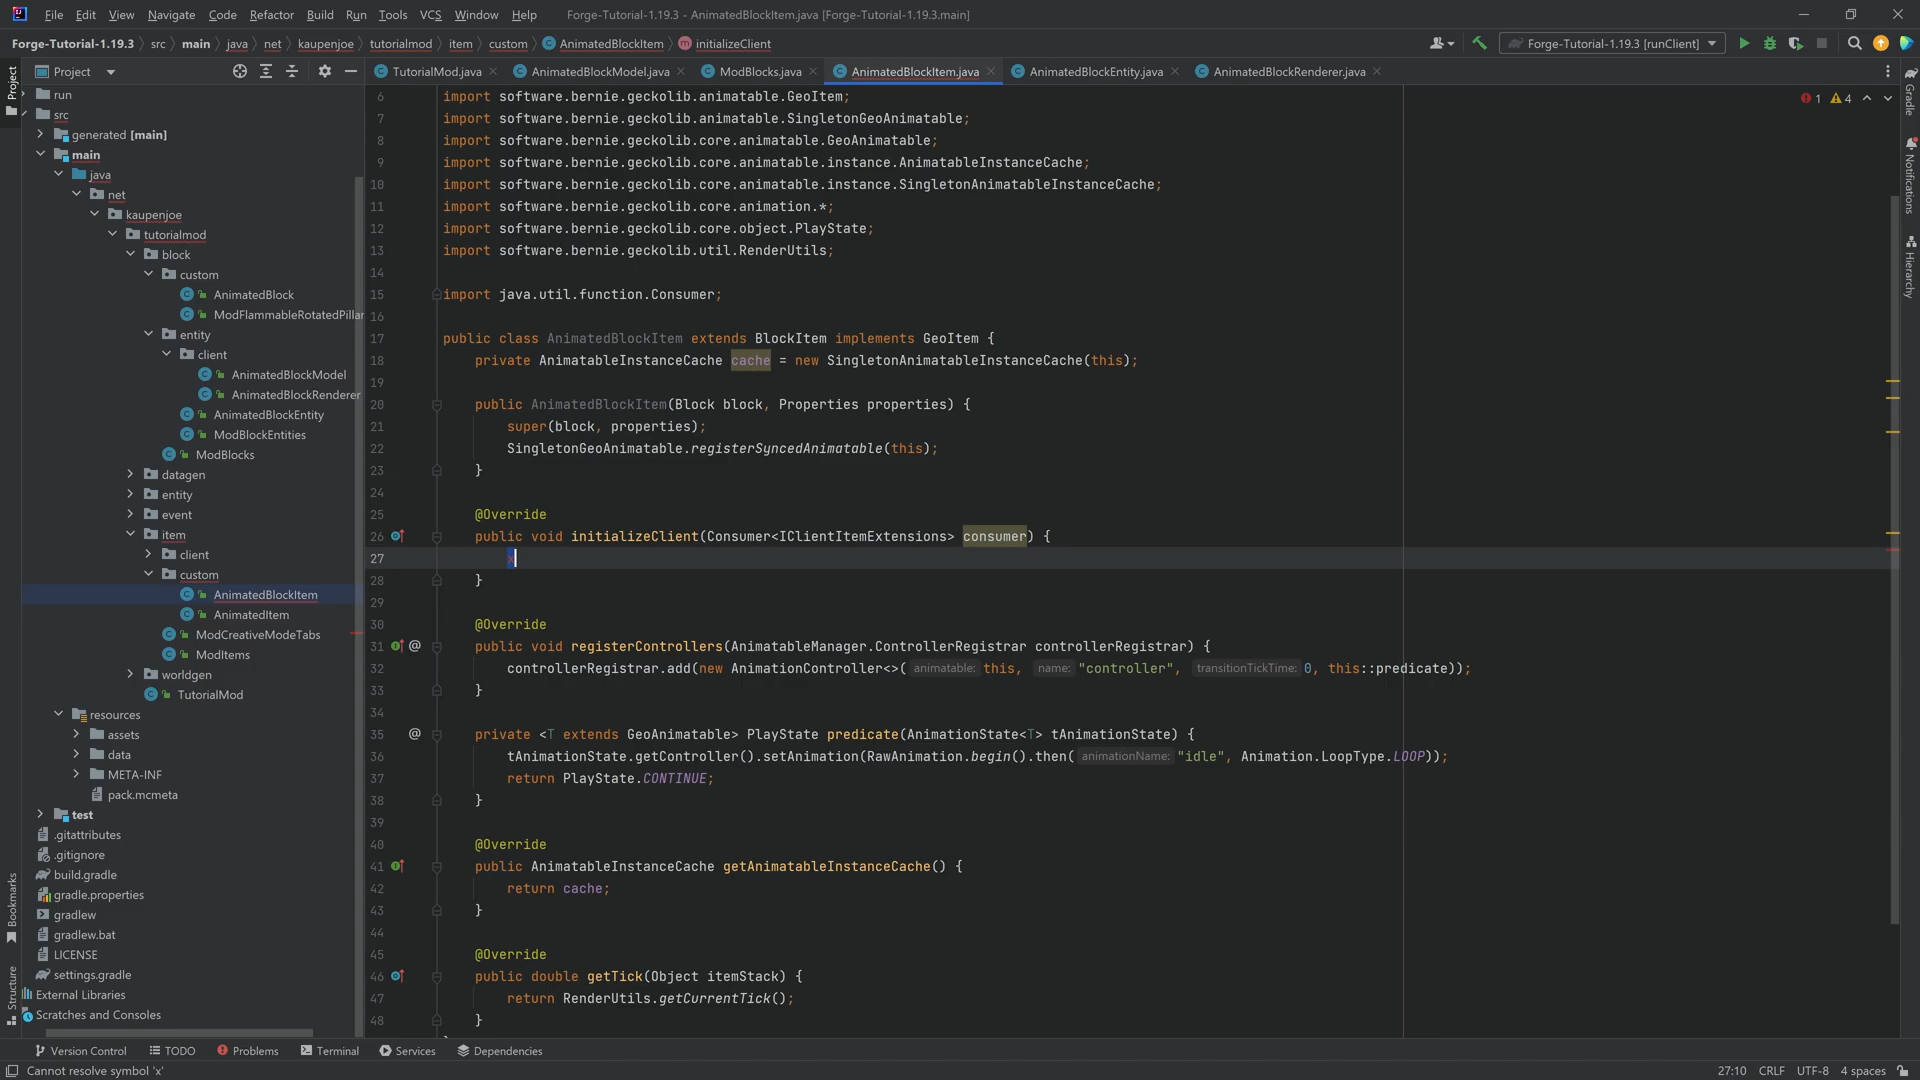 File Edit View Navigate Code Refactor Build Run Tools VCS Window Help Forge-Tutorial-1.19.3 - AnimatedBlockItem.java [Forge-Tutorial-1.19.3.main]
Forge-Tutorial-1.19.3 src main java net kaupenjoe tutorialmod item custom AnimatedBlockItem initializeClient Forge-Tutorial-1.19.3 [runClient]
Project TutorialMod.java AnimatedBlockModel.java ModBlocks.java AnimatedBlockItem.java AnimatedBlockEntity.java AnimatedBlockRenderer.java
Project
Gradle
Notifications
Hierarchy
Bookmarks
Structure
run
src
generated [main]
main
java
net
kaupenjoe
tutorialmod
block
custom
AnimatedBlock
ModFlammableRotatedPillar
entity
client
AnimatedBlockModel
AnimatedBlockRenderer
AnimatedBlockEntity
ModBlockEntities
ModBlocks
datagen
entity
event
item
client
custom
AnimatedBlockItem
AnimatedItem
ModCreativeModeTabs
ModItems
worldgen
TutorialMod
resources
assets
data
META-INF
pack.mcmeta
test
.gitattributes
.gitignore
build.gradle
gradle.properties
gradlew
gradlew.bat
LICENSE
settings.gradle
External Libraries
Scratches and Consoles
1 4
6 import software.bernie.geckolib.animatable.GeoItem;
7 import software.bernie.geckolib.animatable.SingletonGeoAnimatable;
8 import software.bernie.geckolib.core.animatable.GeoAnimatable;
9 import software.bernie.geckolib.core.animatable.instance.AnimatableInstanceCache;
10 import software.bernie.geckolib.core.animatable.instance.SingletonAnimatableInstanceCache;
11 import software.bernie.geckolib.core.animation.*;
12 import software.bernie.geckolib.core.object.PlayState;
13 import software.bernie.geckolib.util.RenderUtils;
14
15 import java.util.function.Consumer;
16
17 public class AnimatedBlockItem extends BlockItem implements GeoItem {
18 private AnimatableInstanceCache cache = new SingletonAnimatableInstanceCache(this);
19
20 public AnimatedBlockItem(Block block, Properties properties) {
21 super(block, properties);
22 SingletonGeoAnimatable.registerSyncedAnimatable(this);
23 }
24
25 @Override
26 public void initializeClient(Consumer<IClientItemExtensions> consumer) {
27 x
28 }
29
30 @Override
31 @ public void registerControllers(AnimatableManager.ControllerRegistrar controllerRegistrar) {
32 controllerRegistrar.add(new AnimationController<>( animatable: this, name: "controller", transitionTickTime: 0, this::predicate));
33 }
34
35 @ private <T extends GeoAnimatable> PlayState predicate(AnimationState<T> tAnimationState) {
36 tAnimationState.getController().setAnimation(RawAnimation.begin().then( animationName: "idle", Animation.LoopType.LOOP));
37 return PlayState.CONTINUE;
38 }
39
40 @Override
41 public AnimatableInstanceCache getAnimatableInstanceCache() {
42 return cache;
43 }
44
45 @Override
46 public double getTick(Object itemStack) {
47 return RenderUtils.getCurrentTick();
48 }
Version Control TODO Problems Terminal Services Dependencies
Cannot resolve symbol 'x' 27:10 CRLF UTF-8 4 spaces